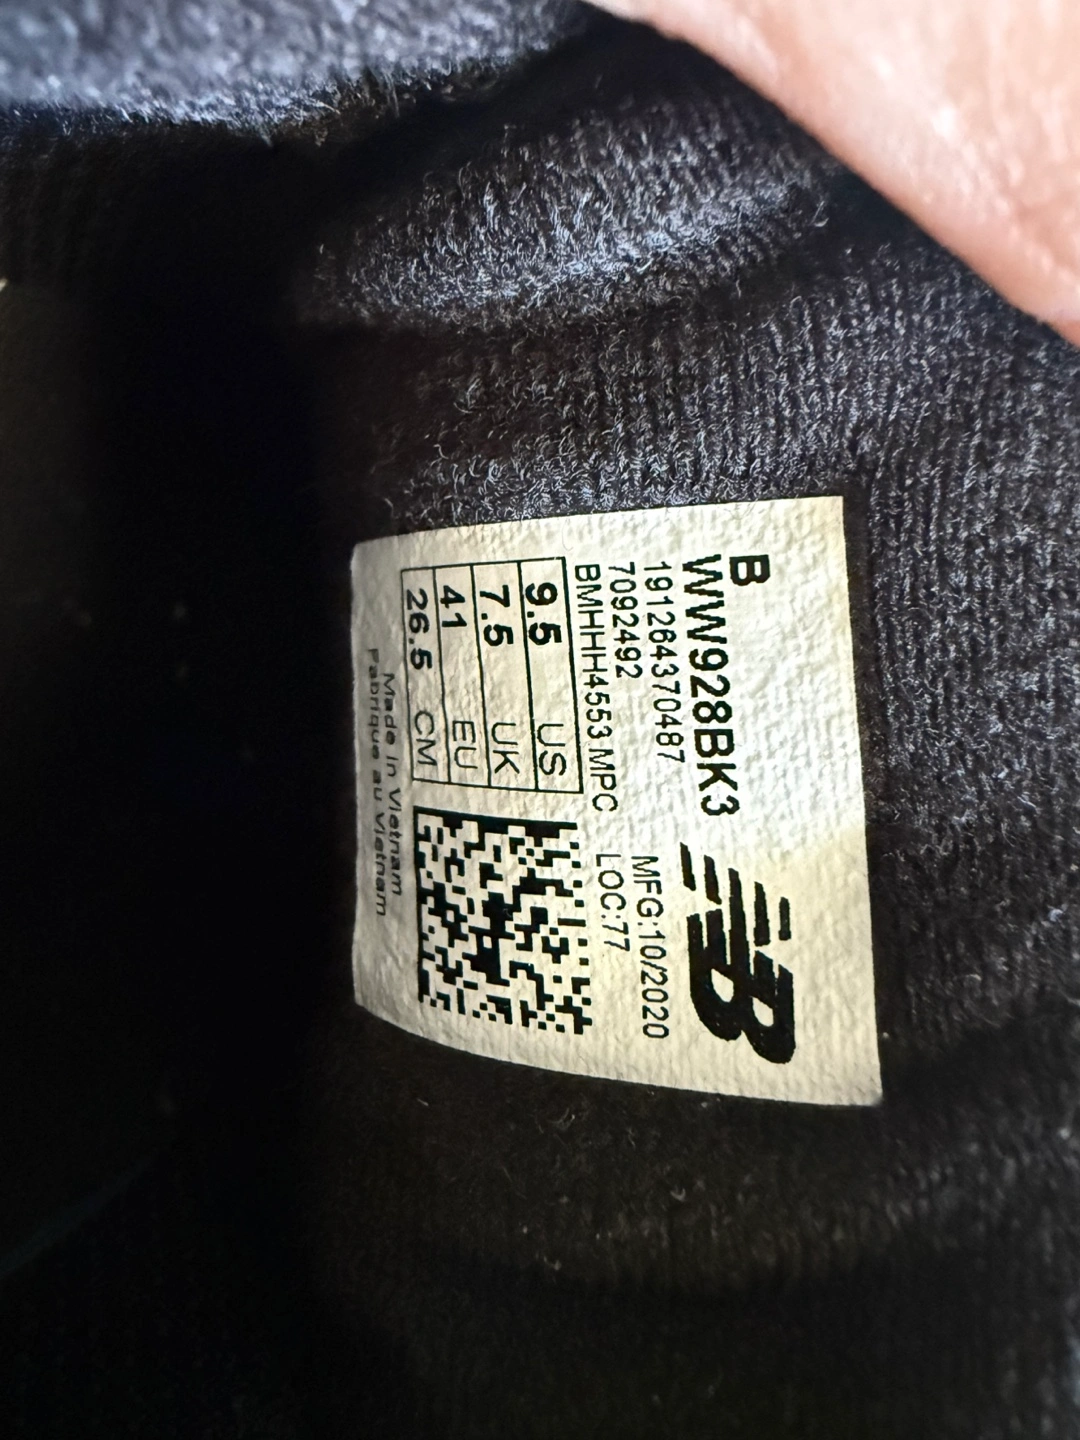 B
WW928BK3
191264370487
7092492
BMHHH4553 MPC
MFG:10/2020
LOC:77
NB
9.5 US
7.5 UK
41 EU
26.5 CM
Made in Vietnam
Fabriqué au Vietnam